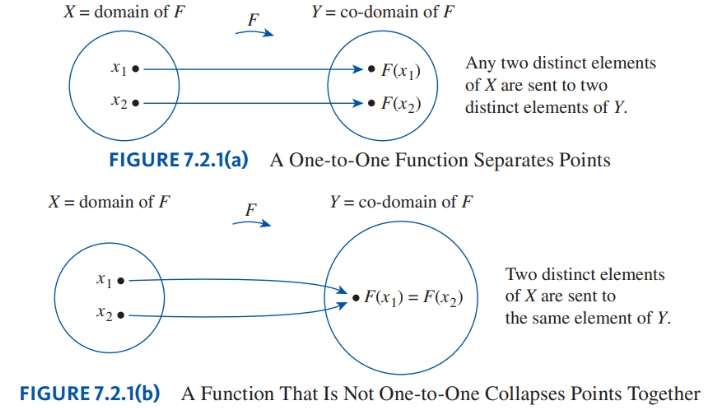 X = domain of F
F
Y = co-domain of F
x₁
F(x₁)
x₂
F(x₂)
Any two distinct elements
of X are sent to two
distinct elements of Y.
FIGURE 7.2.1(a) A One-to-One Function Separates Points
X = domain of F
F
Y = co-domain of F
x₁
x₂
F(x₁) = F(x₂)
Two distinct elements
of X are sent to
the same element of Y.
FIGURE 7.2.1(b) A Function That Is Not One-to-One Collapses Points Together